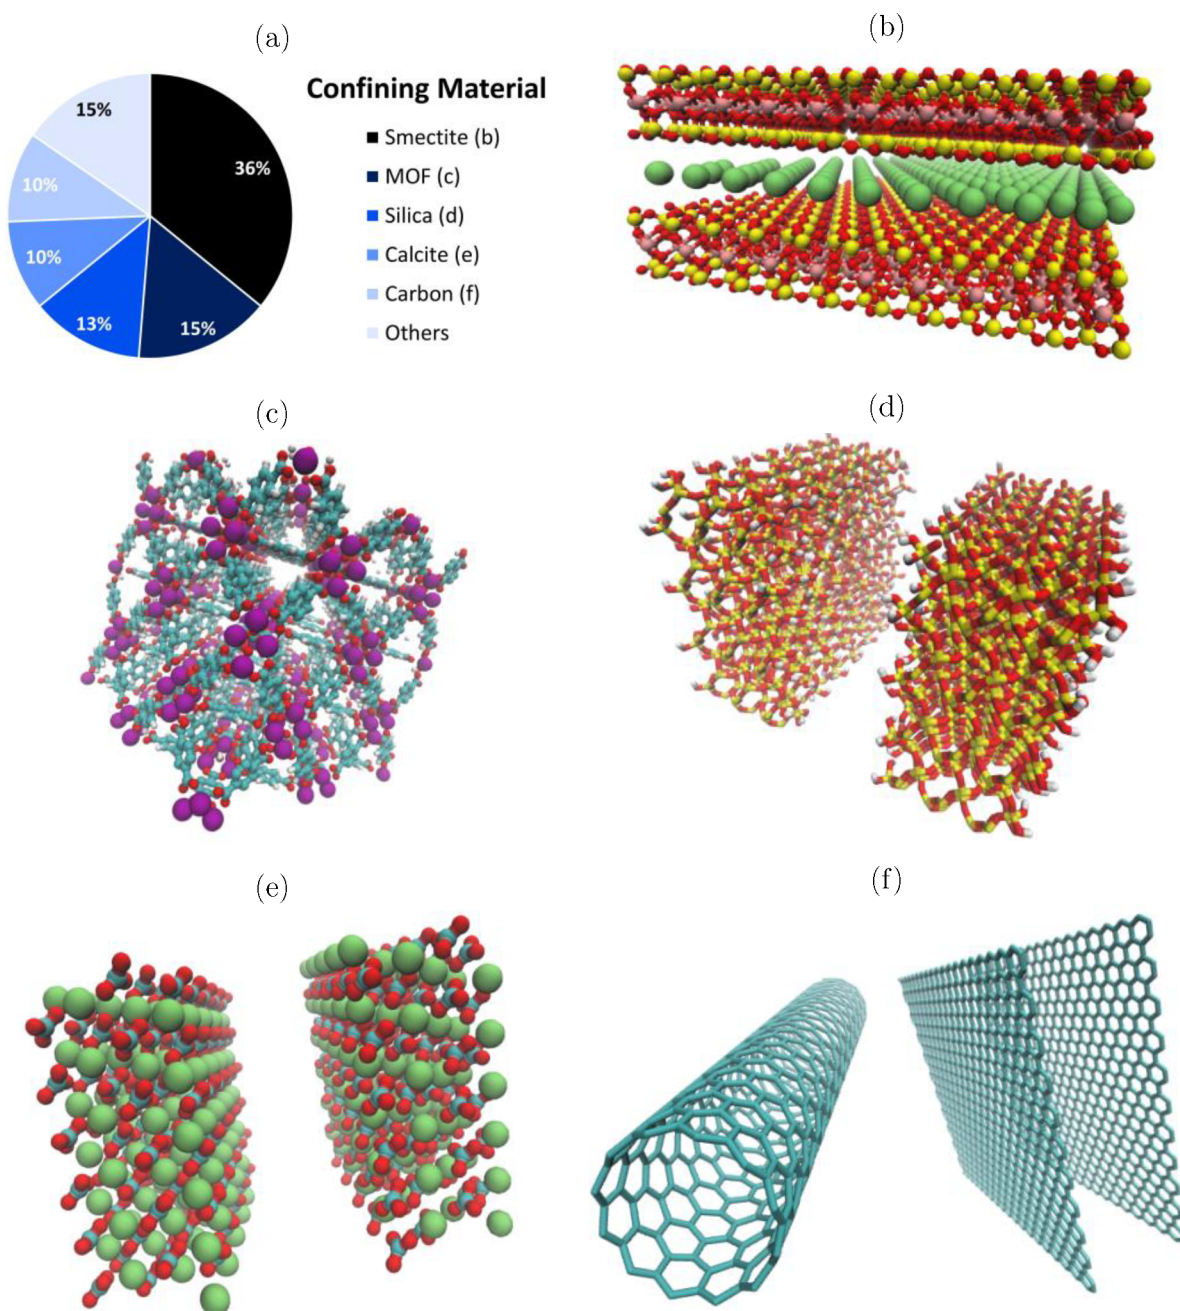 (a)
(b)
Confining Material
Smectite (b)
MOF (c)
Silica (d)
Calcite (e)
Carbon (f)
Others
36%
15%
13%
10%
10%
15%
(c)
(d)
(e)
(f)